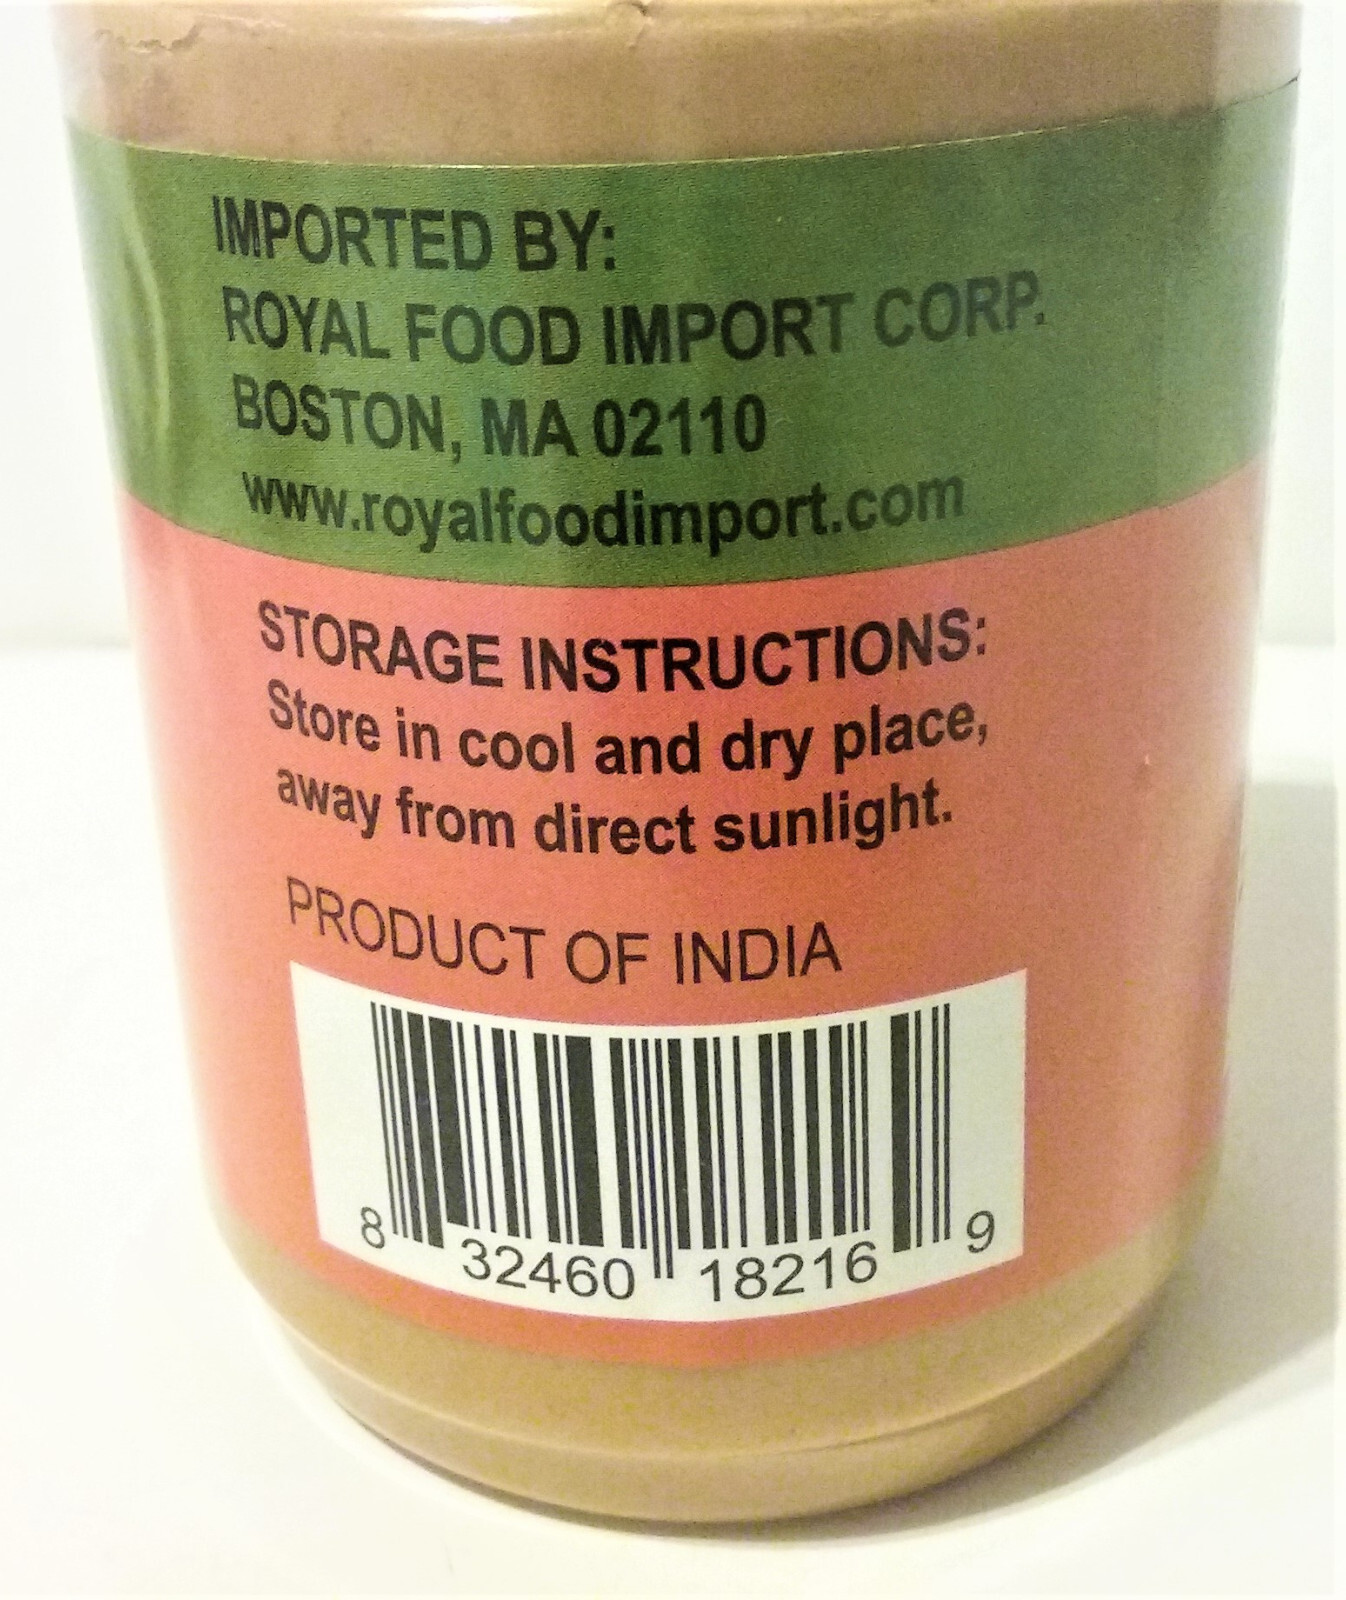 IMPORTED BY:
ROYAL FOOD IMPORT CORP.
BOSTON, MA 02110
www.royalfoodimport.com
STORAGE INSTRUCTIONS:
Store in cool and dry place,
away from direct sunlight.
PRODUCT OF INDIA
8 32460 18216 9